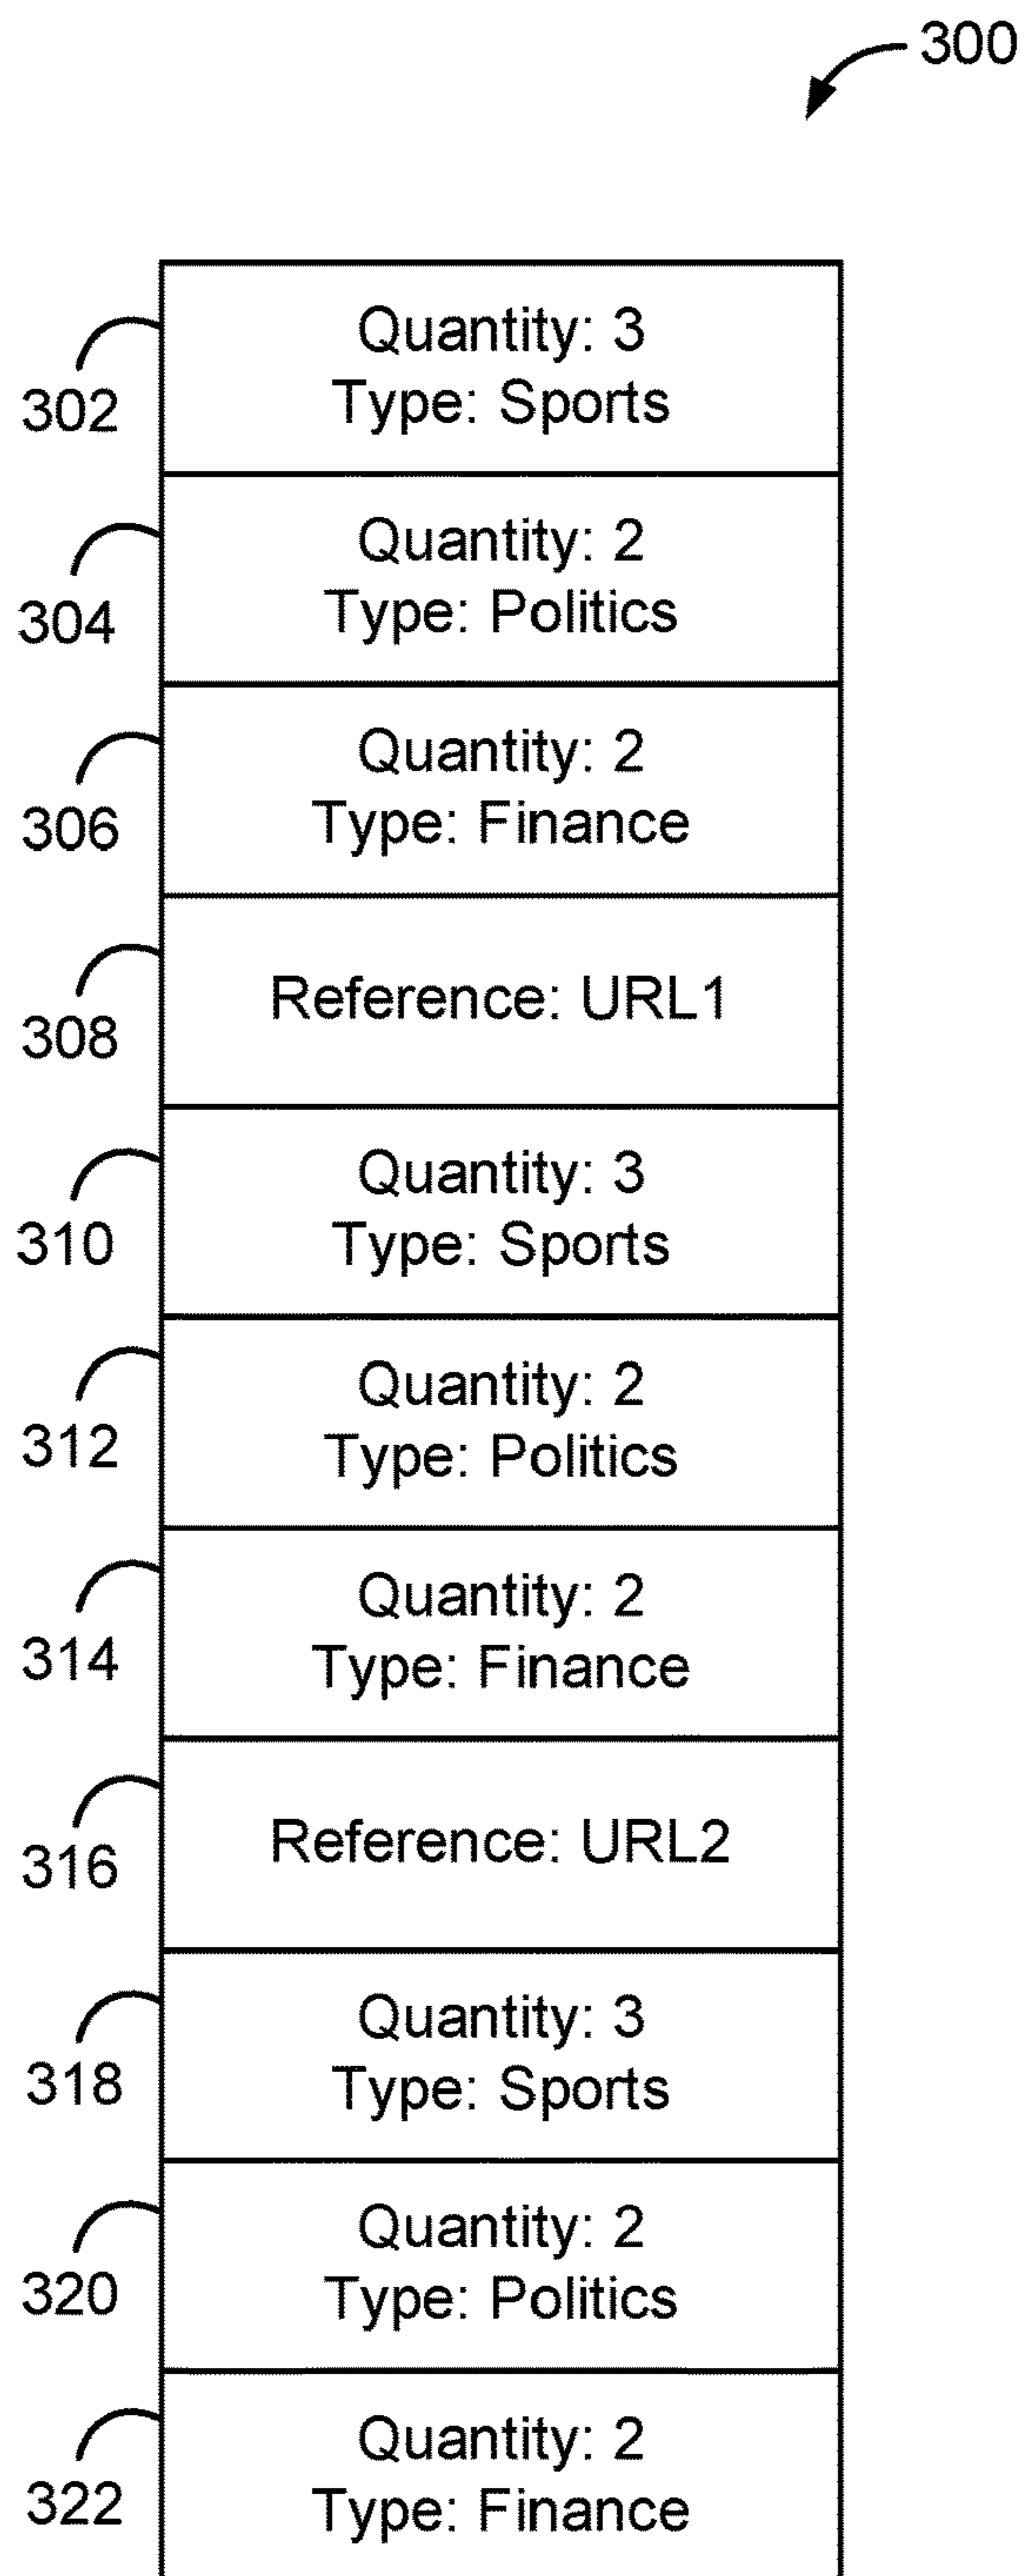 300
Quantity: 3
Type: Sports
302
Quantity: 2
Type: Politics
304
Quantity: 2
Type: Finance
306
Reference: URL1
308
Quantity: 3
Type: Sports
310
Quantity: 2
Type: Politics
312
Quantity: 2
Type: Finance
314
Reference: URL2
316
Quantity: 3
Type: Sports
318
Quantity: 2
Type: Politics
320
Quantity: 2
Type: Finance
322